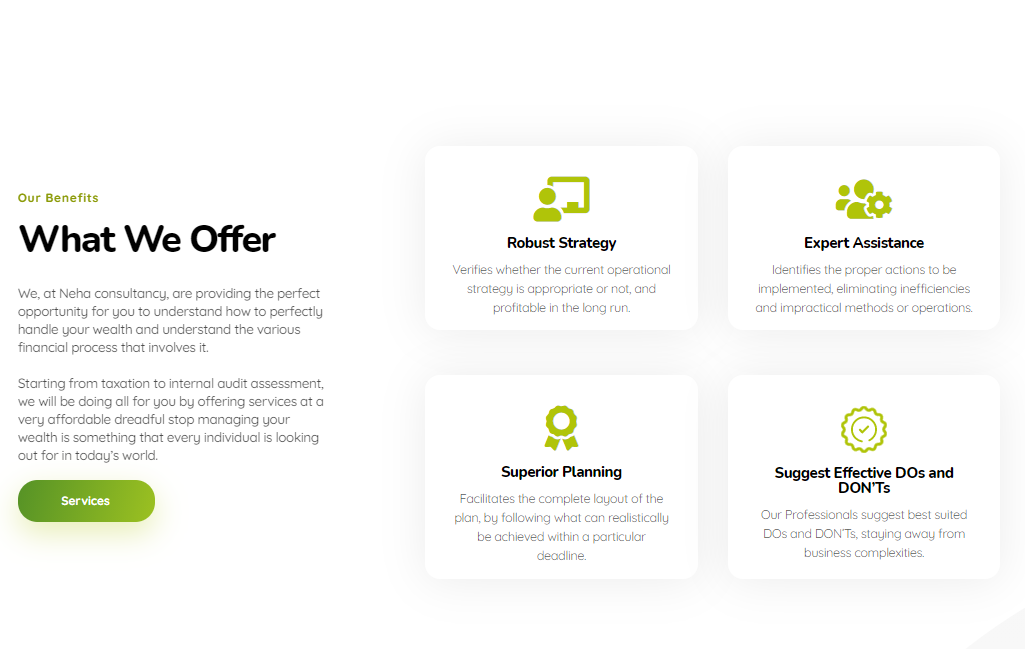 Our Benefits
What We Offer
We, at Neha consultancy, are providing the perfect
opportunity for you to understand how to perfectly
handle your wealth and understand the various
financial process that involves it.
Starting from taxation to internal audit assessment,
we will be doing all for you by offering services at a
very affordable dreadful stop managing your
wealth is something that every individual is looking
out for in today's world.
Services
Robust Strategy
Verifies whether the current operational
strategy is appropriate or not, and
profitable in the long run.
Expert Assistance
Identifies the proper actions to be
implemented, eliminating inefficiencies
and impractical methods or operations.
Superior Planning
Facilitates the complete layout of the
plan, by following what can realistically
be achieved within a particular
deadline.
Suggest Effective DOs and
DON'Ts
Our Professionals suggest best suited
DOs and DON'Ts, staying away from
business complexities.